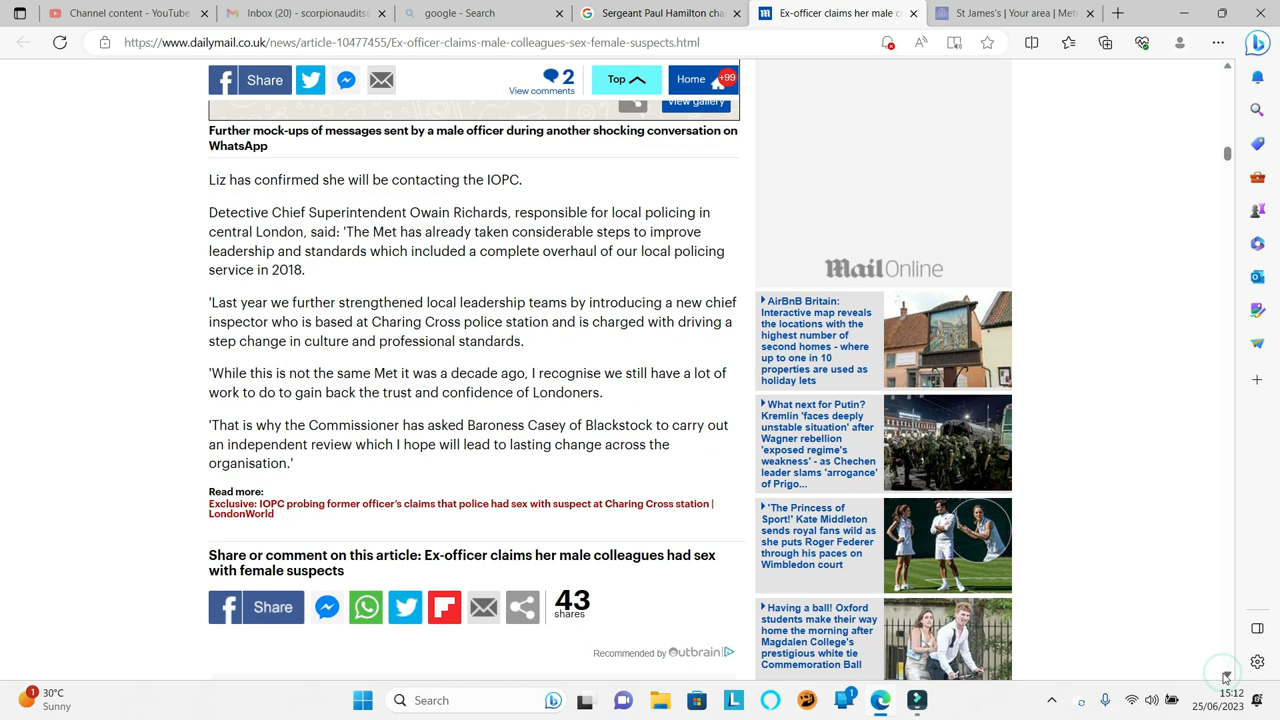 Channel content - YouTube
Inbox (20) - scorpionauditsé
google - Search
Sergeant Paul Hamilton cha
Ex-officer claims her male co
St James's | Your area | Met
https://www.dailymail.co.uk/news/article-10477455/Ex-officer-claims-male-colleagues-sex-female-suspects.html
Share
2
View comments
Top
Home
+99
View gallery
Further mock-ups of messages sent by a male officer during another shocking conversation on
WhatsApp
Liz has confirmed she will be contacting the IOPC.
Detective Chief Superintendent Owain Richards, responsible for local policing in
central London, said: 'The Met has already taken considerable steps to improve
leadership and standards which included a complete overhaul of our local policing
service in 2018.
'Last year we further strengthened local leadership teams by introducing a new chief
inspector who is based at Charing Cross police station and is charged with driving a
step change in culture and professional standards.
'While this is not the same Met it was a decade ago, I recognise we still have a lot of
work to do to gain back the trust and confidence of Londoners.
'That is why the Commissioner has asked Baroness Casey of Blackstock to carry out
an independent review which I hope will lead to lasting change across the
organisation.'
Read more:
Exclusive: IOPC probing former officer's claims that police had sex with suspect at Charing Cross station |
LondonWorld
Share or comment on this article: Ex-officer claims her male colleagues had sex
with female suspects
Share
43
shares
Recommended by Outbrain
Mail Online
AirBnB Britain:
Interactive map reveals
the locations with the
highest number of
second homes - where
up to one in 10
properties are used as
holiday lets
What next for Putin?
Kremlin 'faces deeply
unstable situation' after
Wagner rebellion
'exposed regime's
weakness' - as Chechen
leader slams 'arrogance'
of Prigo...
'The Princess of
Sport!' Kate Middleton
sends royal fans wild as
she puts Roger Federer
through his paces on
Wimbledon court
Having a ball! Oxford
students make their way
home the morning after
Magdalen College's
prestigious white tie
Commemoration Ball
1
30°C
Sunny
Search
1
15:12
25/06/2023